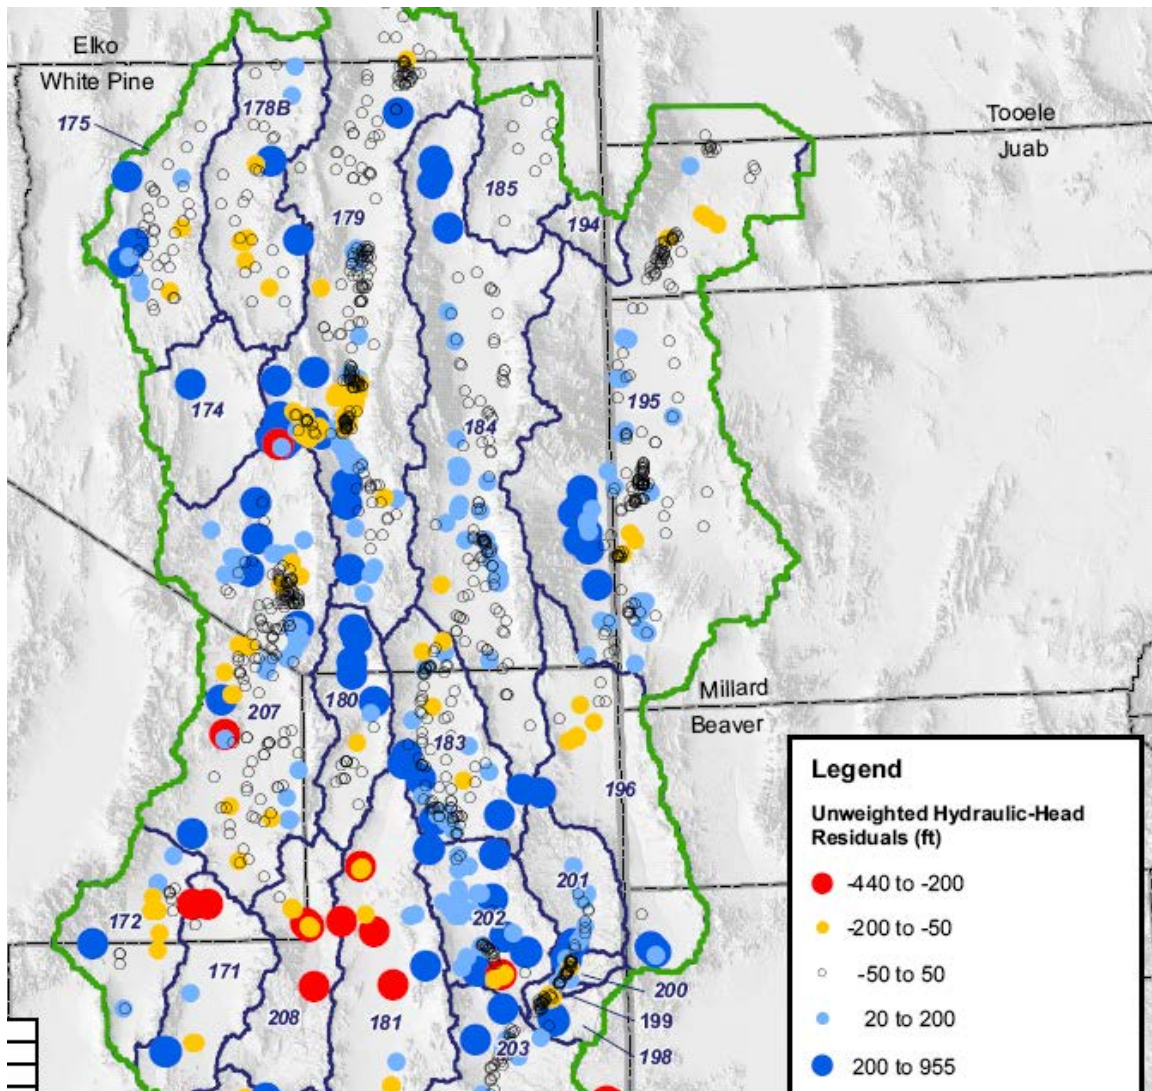 Elko
White Pine
178B
175
Tooele
Juab
185
194
179
174
195
184
Millard
Beaver
180
207
183
196
Legend
Unweighted Hydraulic-Head
Residuals (ft)
-440 to -200
-200 to -50
-50 to 50
20 to 200
200 to 955
201
172
202
171
200
208
181
199
203
198